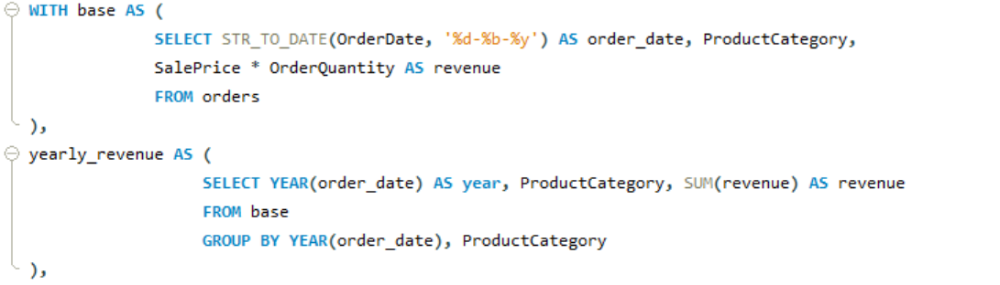 WITH base AS (
SELECT STR_TO_DATE(OrderDate, '%d-%b-%y') AS order_date, ProductCategory,
SalePrice * OrderQuantity AS revenue
FROM orders
),
yearly_revenue AS (
SELECT YEAR(order_date) AS year, ProductCategory, SUM(revenue) AS revenue
FROM base
GROUP BY YEAR(order_date), ProductCategory
),